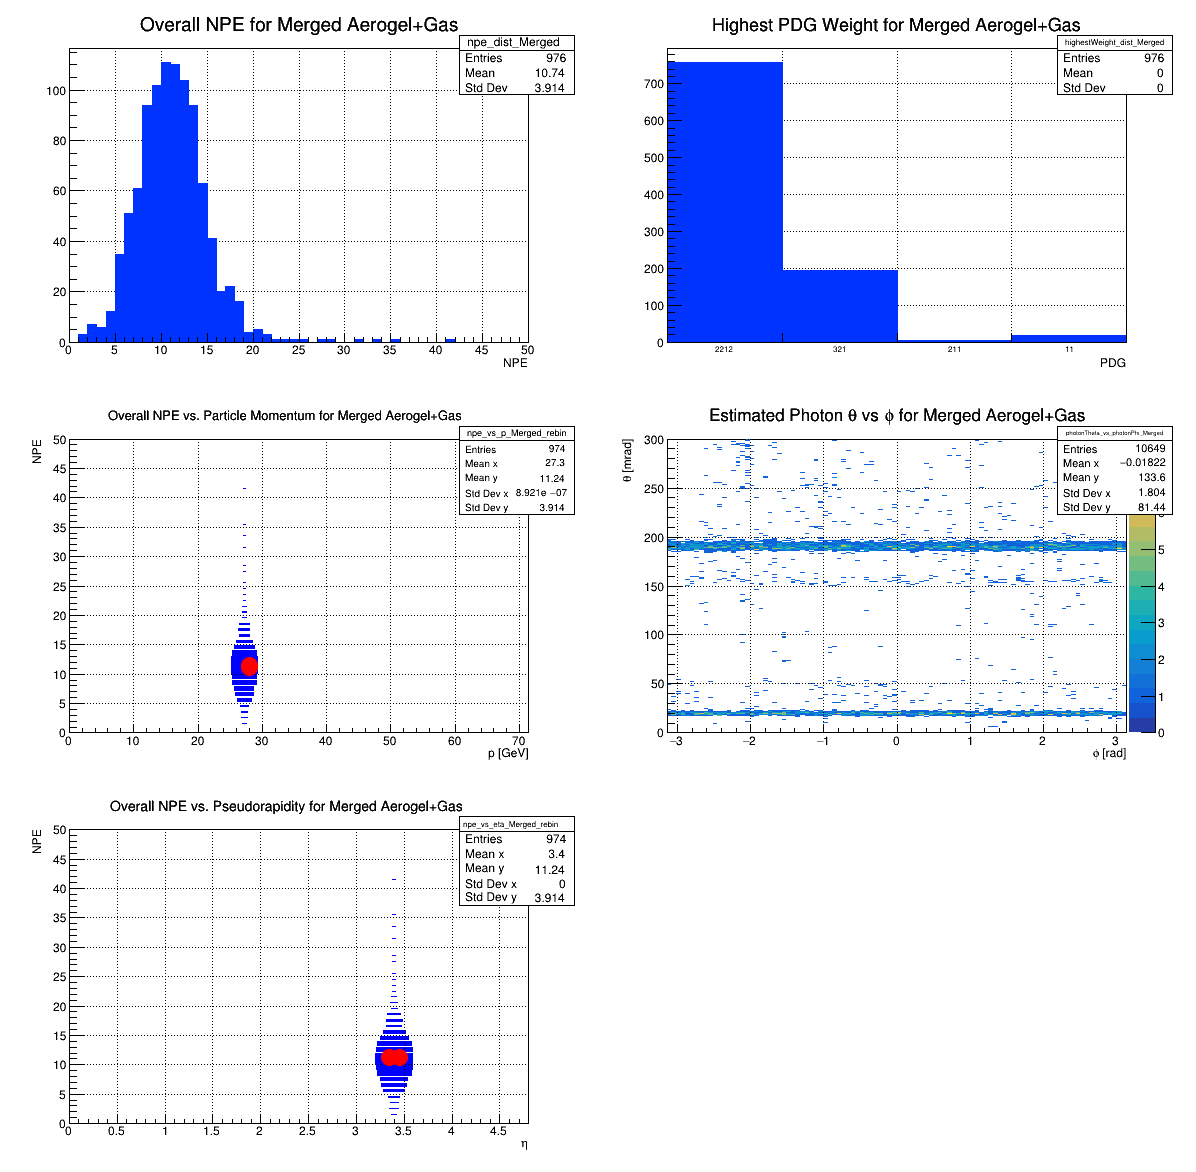 Overall NPE for Merged Aerogel+Gas
npe_dist_Merged
Entries 976
Mean 10.74
Std Dev 3.914
100
80
60
40
20
0
0 5 10 15 20 25 30 35 40 45 50
NPE
Highest PDG Weight for Merged Aerogel+Gas
highestWeight_dist_Merged
Entries 976
Mean 0
Std Dev 0
700
600
500
400
300
200
100
0
2212 321 211 11
PDG
Overall NPE vs. Particle Momentum for Merged Aerogel+Gas
npe_vs_p_Merged_rebin
Entries 974
Mean x 27.3
Mean y 11.24
Std Dev x 8.921e −07
Std Dev y 3.914
NPE
50
45
40
35
30
25
20
15
10
5
0
0 10 20 30 40 50 60 70
p [GeV]
Estimated Photon θ vs ϕ for Merged Aerogel+Gas
photonTheta_vs_photonPhi_Merged
Entries 10649
Mean x −0.01822
Mean y 133.6
Std Dev x 1.804
Std Dev y 81.44
θ [mrad]
300
250
200
150
100
50
0
−3 −2 −1 0 1 2 3
ϕ [rad]
5
4
3
2
1
0
Overall NPE vs. Pseudorapidity for Merged Aerogel+Gas
npe_vs_eta_Merged_rebin
Entries 974
Mean x 3.4
Mean y 11.24
Std Dev x 0
Std Dev y 3.914
NPE
50
45
40
35
30
25
20
15
10
5
0
0 0.5 1 1.5 2 2.5 3 3.5 4 4.5
η